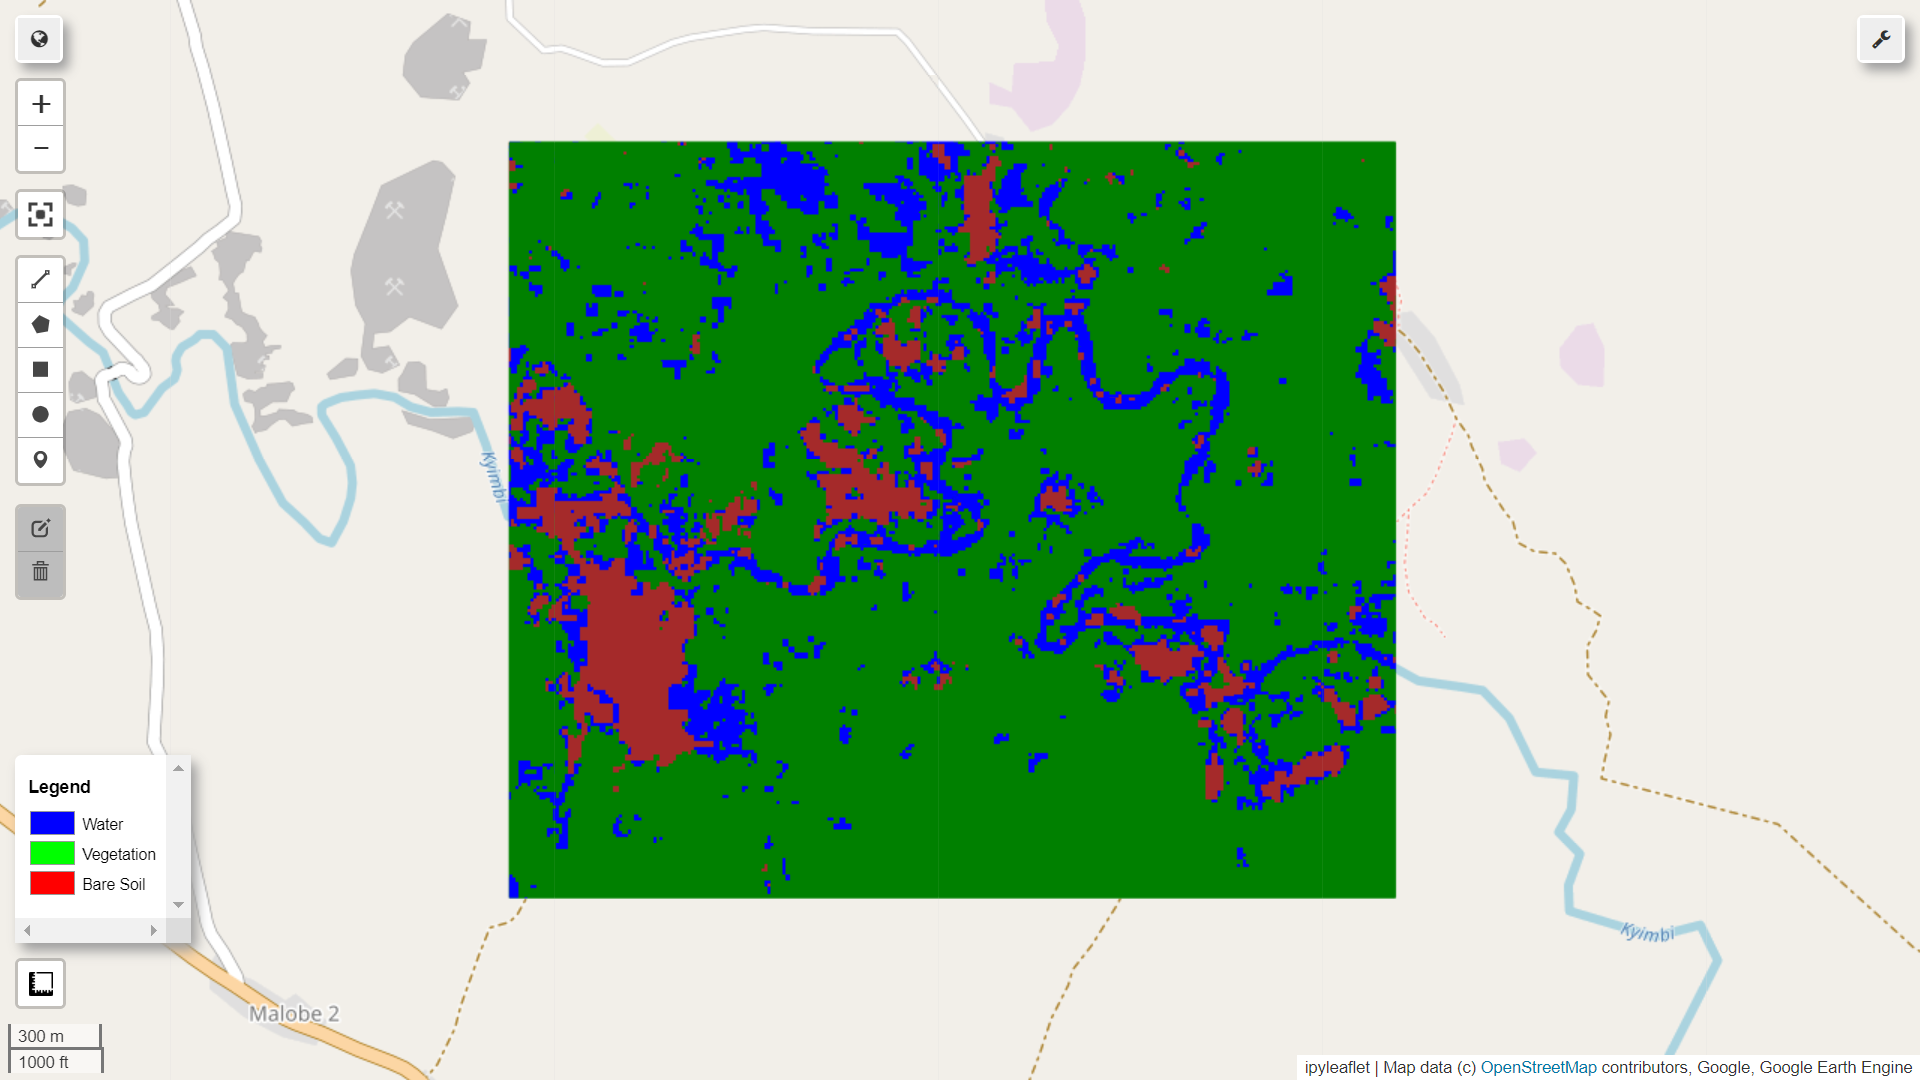 Kyimbi
Legend
Water
Vegetation
Bare Soil
Kyimbi
Malobe 2
300 m
1000 ft
ipyleaflet | Map data (c) OpenStreetMap contributors, Google, Google Earth Engine